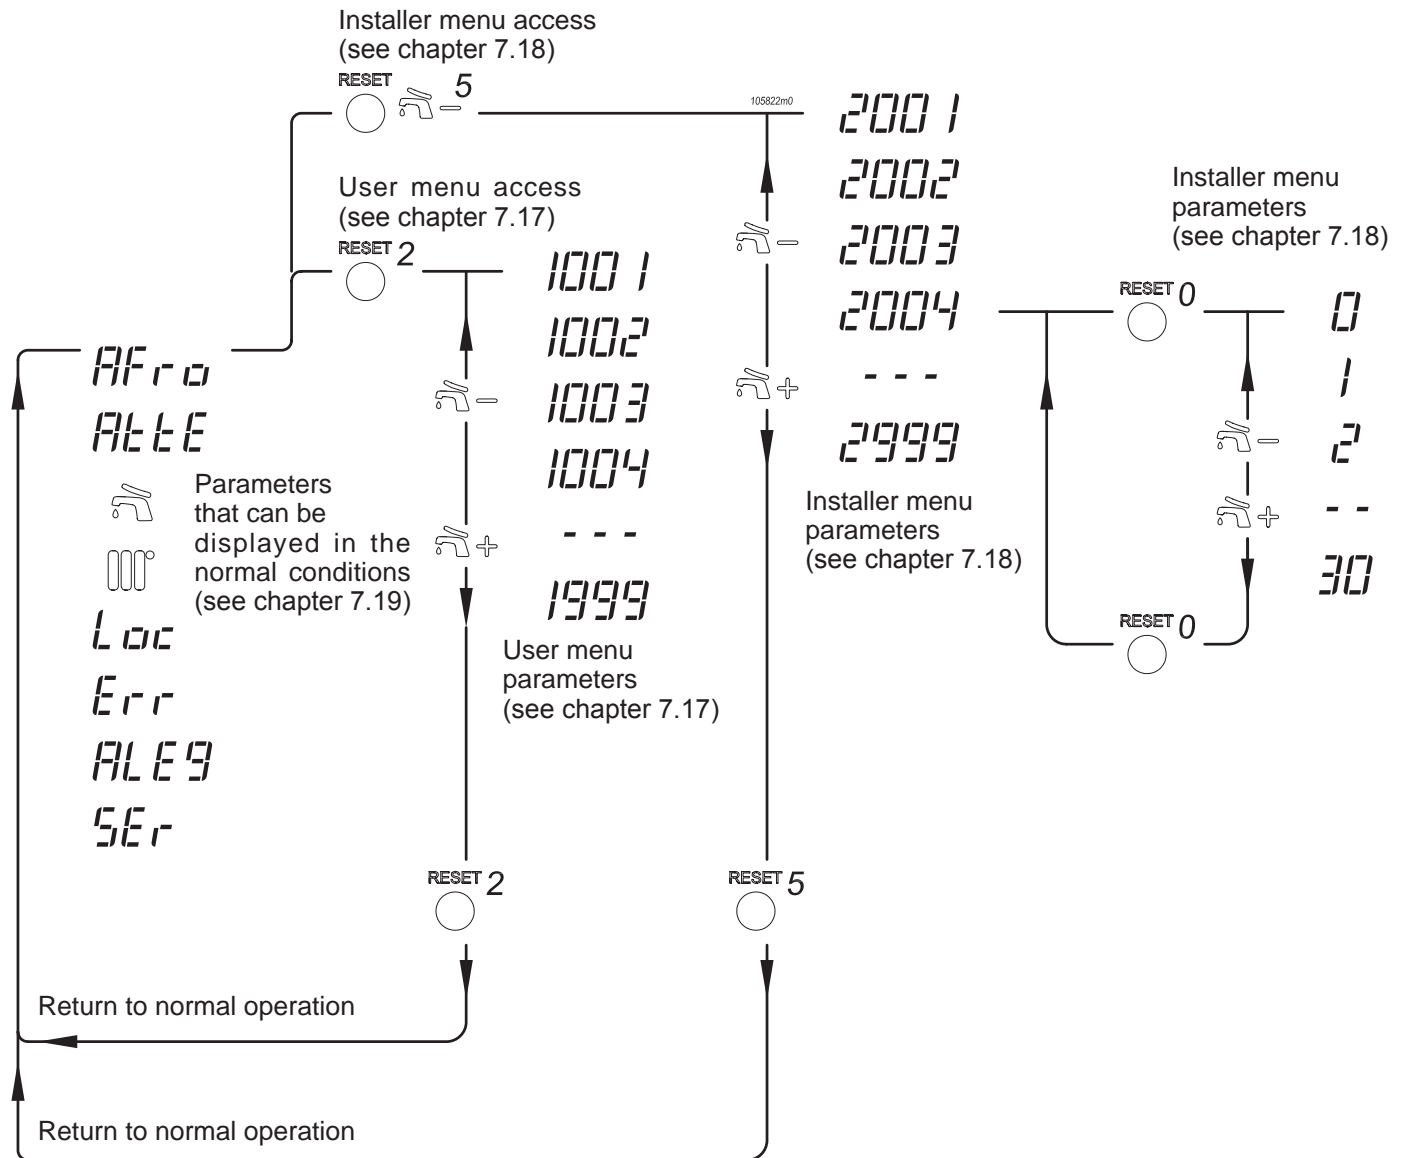 Installer menu access
(see chapter 7.18)
RESET 5
105822m0
2001
2002
2003
2004
- - -
2999
Installer menu
parameters
(see chapter 7.18)
User menu access
(see chapter 7.17)
RESET 2
1001
1002
1003
1004
- - -
1999
User menu
parameters
(see chapter 7.17)
Installer menu
parameters
(see chapter 7.18)
RESET 0
0
1
2
- -
30
RESET 0
AFro
AttE
Parameters
that can be
displayed in the
normal conditions
(see chapter 7.19)
Loc
Err
ALE9
SEr
RESET 2
RESET 5
Return to normal operation
Return to normal operation